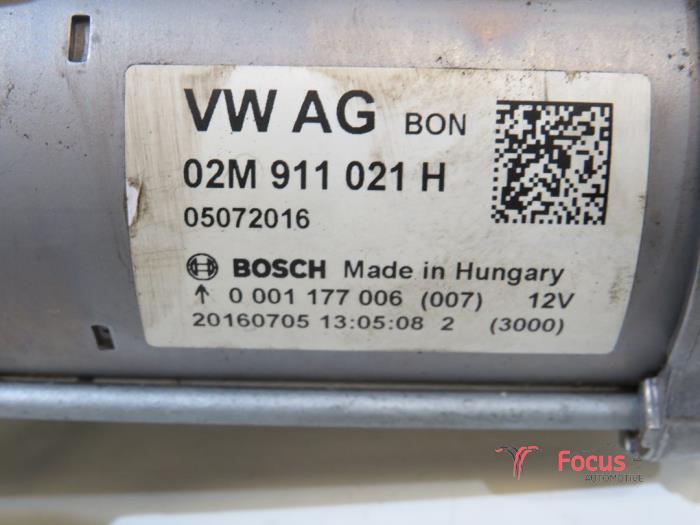 VW AG BON
02M 911 021 H
05072016
BOSCH Made in Hungary
↑ 0 001 177 006 (007) 12V
20160705 13:05:08 2 (3000)
Focus
AUTOMOTIVE